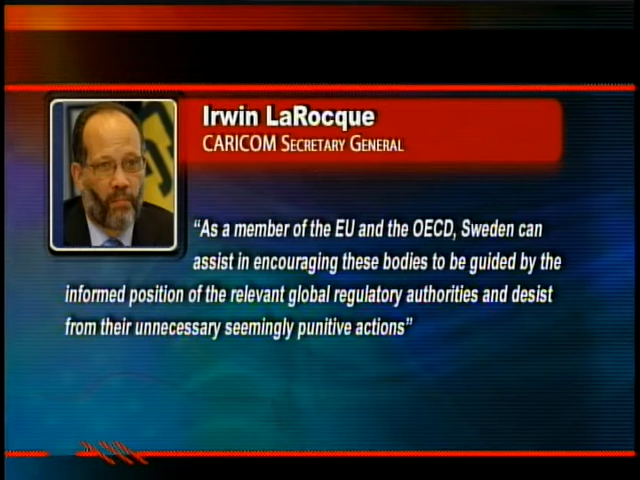 Irwin LaRocque
CARICOM SECRETARY GENERAL
“As a member of the EU and the OECD, Sweden can
assist in encouraging these bodies to be guided by the
informed position of the relevant global regulatory authorities and desist
from their unnecessary seemingly punitive actions”